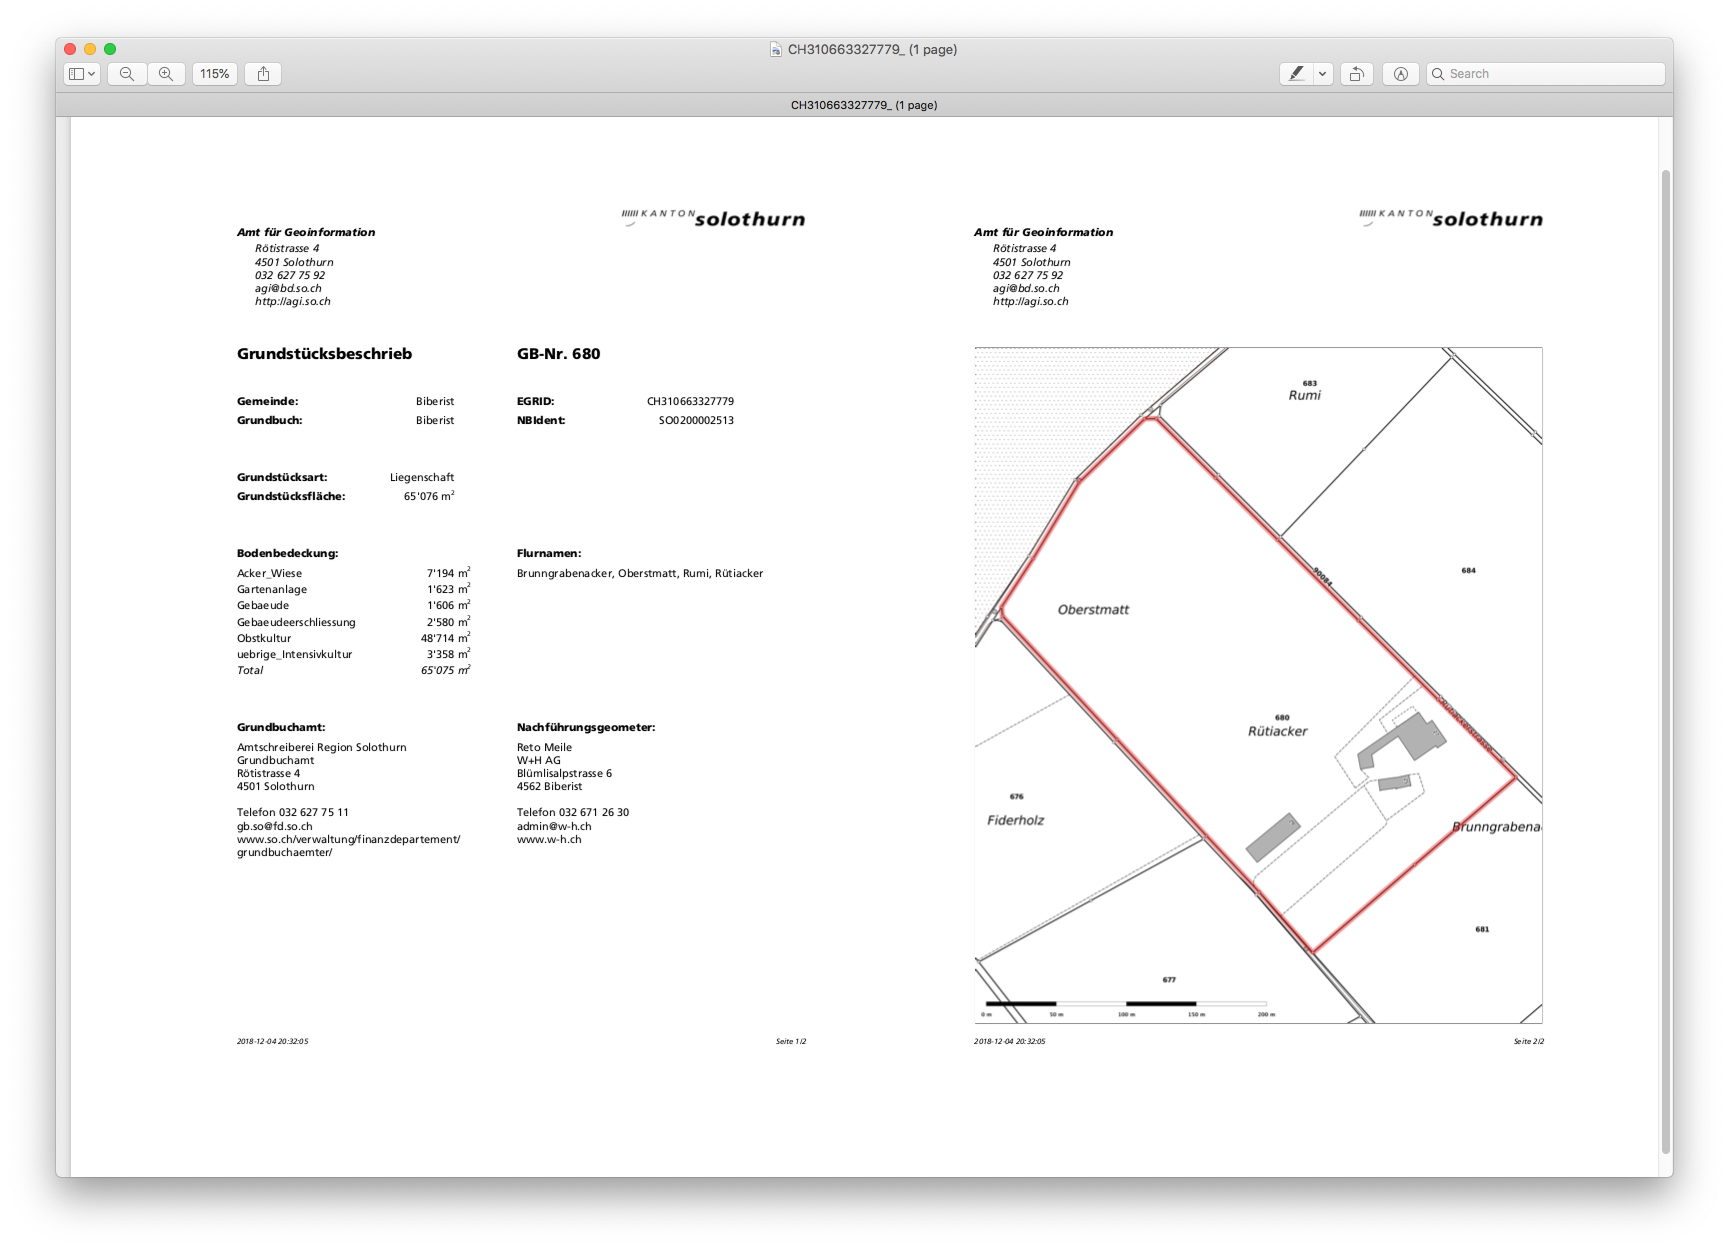 CH310663327779_ (1 page)
115%
Search
CH310663327779_ (1 page)
KANTON solothurn
Amt für Geoinformation
Rötistrasse 4
4501 Solothurn
032 627 75 92
agi@bd.so.ch
http://agi.so.ch
Grundstücksbeschrieb GB-Nr. 680
Gemeinde: Biberist EGRID: CH310663327779
Grundbuch: Biberist NBIdent: SO0200002513
Grundstücksart: Liegenschaft
Grundstücksfläche: 65'076 m²
Bodenbedeckung: Flurnamen:
Acker_Wiese 7'194 m² Brunngrabenacker, Oberstmatt, Rumi, Rütiacker
Gartenanlage 1'623 m²
Gebaeude 1'606 m²
Gebaeudeerschliessung 2'580 m²
Obstkultur 48'714 m²
uebrige_Intensivkultur 3'358 m²
Total 65'075 m²
Grundbuchamt:
Amtschreiberei Region Solothurn
Grundbuchamt
Rötistrasse 4
4501 Solothurn
Telefon 032 627 75 11
gb.so@fd.so.ch
www.so.ch/verwaltung/finanzdepartement/
grundbuchaemter/
Nachführungsgeometer:
Reto Meile
W+H AG
Blümlisalpstrasse 6
4562 Biberist
Telefon 032 671 26 30
admin@w-h.ch
www.w-h.ch
2018-12-04 20:32:05 Seite 1/2
KANTON solothurn
Amt für Geoinformation
Rötistrasse 4
4501 Solothurn
032 627 75 92
agi@bd.so.ch
http://agi.so.ch
683
Rumi
684
90084
Oberstmatt
680
Rütiacker
Rütiackerstrasse
676
Fiderholz
Brunngrabena
681
677
0 m 50 m 100 m 150 m 200 m
2018-12-04 20:32:05 Seite 2/2